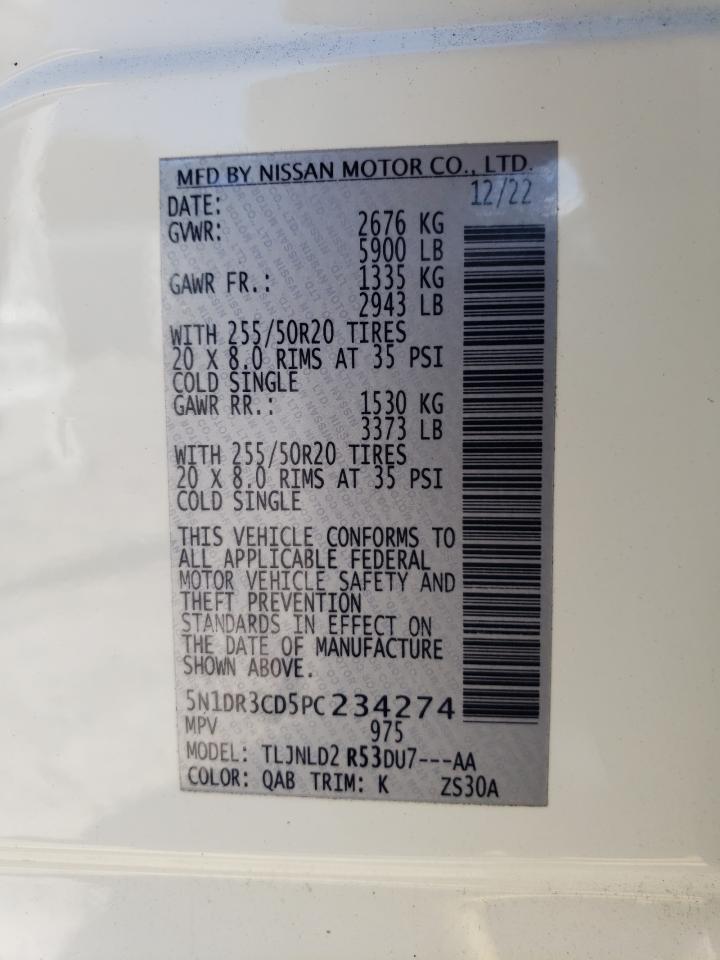 MFD BY NISSAN MOTOR CO., LTD.
DATE: 12/22
GVWR: 2676 KG
5900 LB
GAWR FR.: 1335 KG
2943 LB
WITH 255/50R20 TIRES
20 X 8.0 RIMS AT 35 PSI
COLD SINGLE
GAWR RR.: 1530 KG
3373 LB
WITH 255/50R20 TIRES
20 X 8.0 RIMS AT 35 PSI
COLD SINGLE
THIS VEHICLE CONFORMS TO
ALL APPLICABLE FEDERAL
MOTOR VEHICLE SAFETY AND
THEFT PREVENTION
STANDARDS IN EFFECT ON
THE DATE OF MANUFACTURE
SHOWN ABOVE.
5N1DR3CD5PC234274
MPV 975
MODEL: TLJNLD2 R53DU7---AA
COLOR: QAB TRIM: K ZS30A